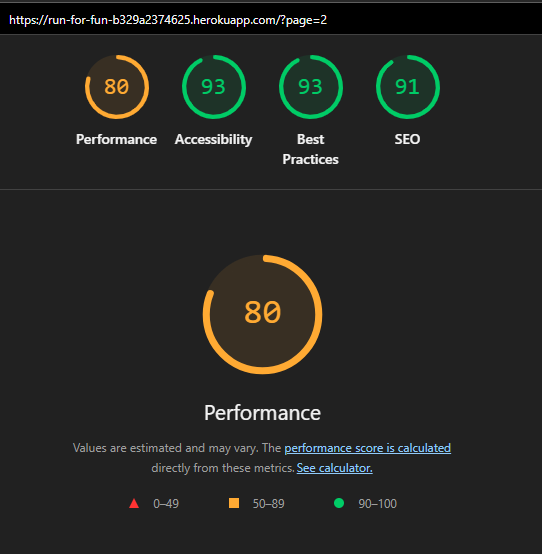 https://run-for-fun-b329a2374625.herokuapp.com/?page=2
80 93 93 91
Performance Accessibility Best SEO
Practices
80
Performance
Values are estimated and may vary. The performance score is calculated
directly from these metrics. See calculator.
0–49 50–89 90–100